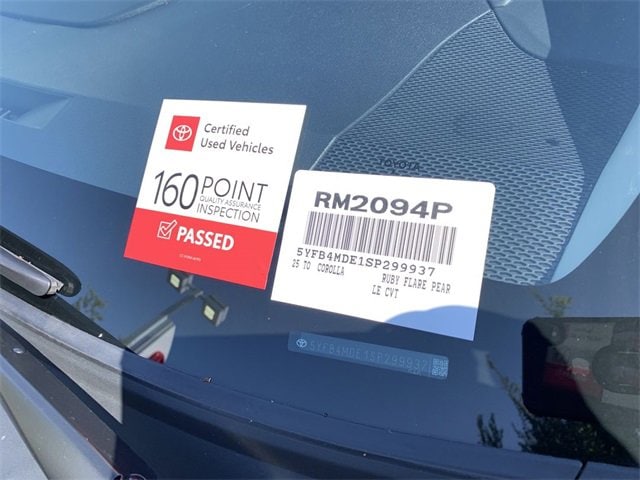 Certified
Used Vehicles
160 POINT
QUALITY ASSURANCE
INSPECTION
PASSED
TOYOTA
RM2094P
5YFB4MDE1SP299937
25 TO COROLLA RUBY FLARE PEAR
LE CVT
5YFB4MDE1SP299937